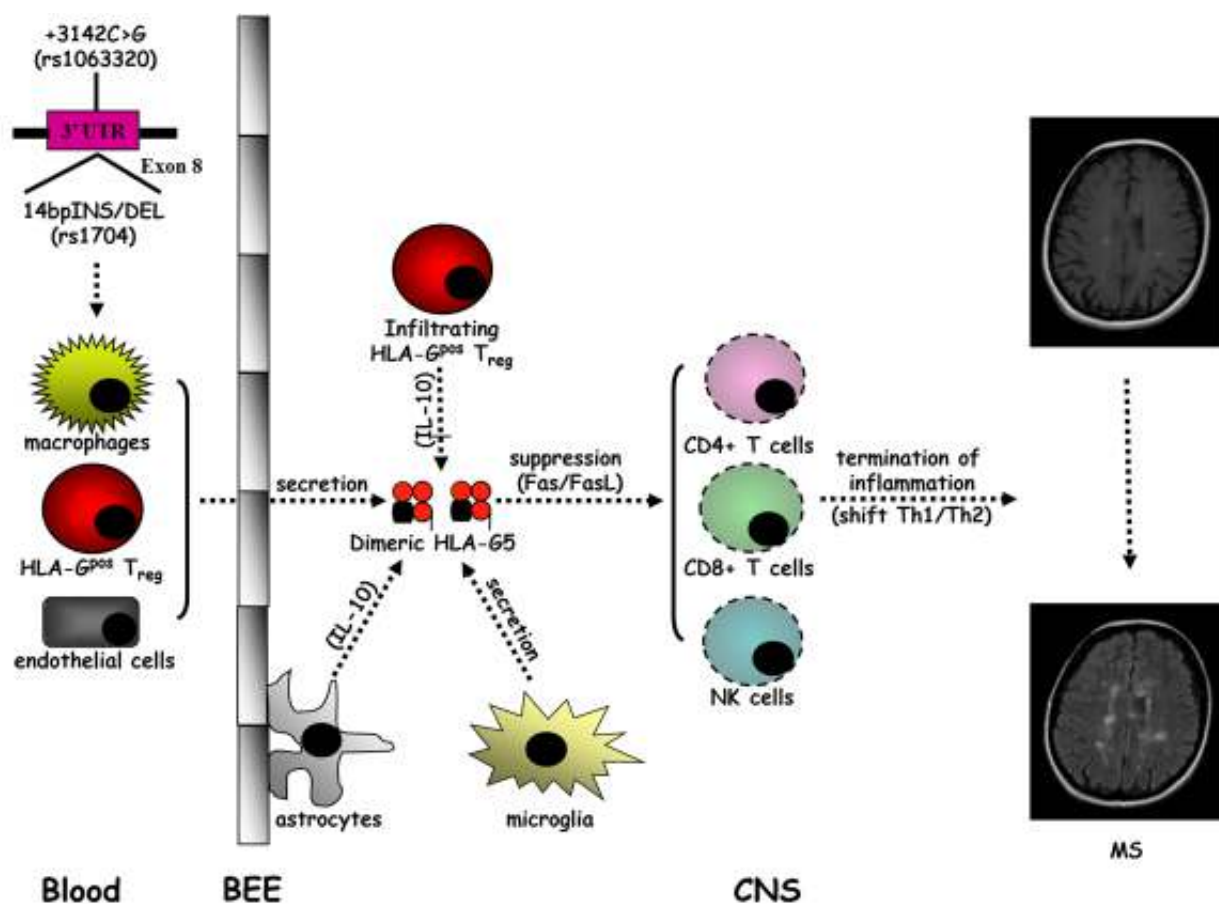 +3142C>G
(rs1063320)
3' UTR
Exon 8
14bpINS/DEL
(rs1704)
macrophages
HLA-Gpos Treg
endothelial cells
secretion
Infiltrating
HLA-Gpos Treg
(IL-10)
Dimeric HLA-G5
(IL-10)
secretion
astrocytes
microglia
suppression
(Fas/FasL)
CD4+ T cells
CD8+ T cells
NK cells
termination of
inflammation
(shift Th1/Th2)
MS
Blood
BEE
CNS